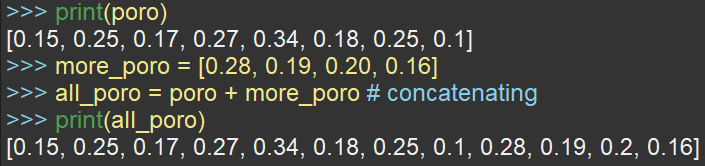 >>> print(poro)
[0.15, 0.25, 0.17, 0.27, 0.34, 0.18, 0.25, 0.1]
>>> more_poro = [0.28, 0.19, 0.20, 0.16]
>>> all_poro = poro + more_poro # concatenating
>>> print(all_poro)
[0.15, 0.25, 0.17, 0.27, 0.34, 0.18, 0.25, 0.1, 0.28, 0.19, 0.2, 0.16]